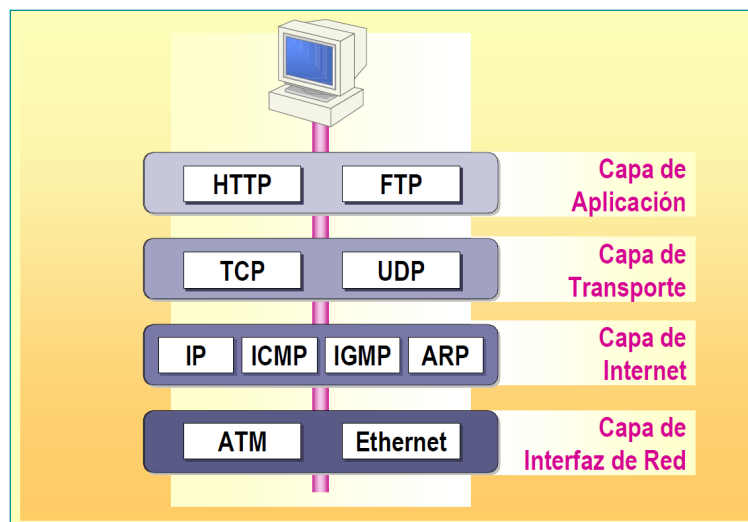 HTTP FTP
Capa de
Aplicación
TCP UDP
Capa de
Transporte
IP ICMP IGMP ARP
Capa de
Internet
ATM Ethernet
Capa de
Interfaz de Red